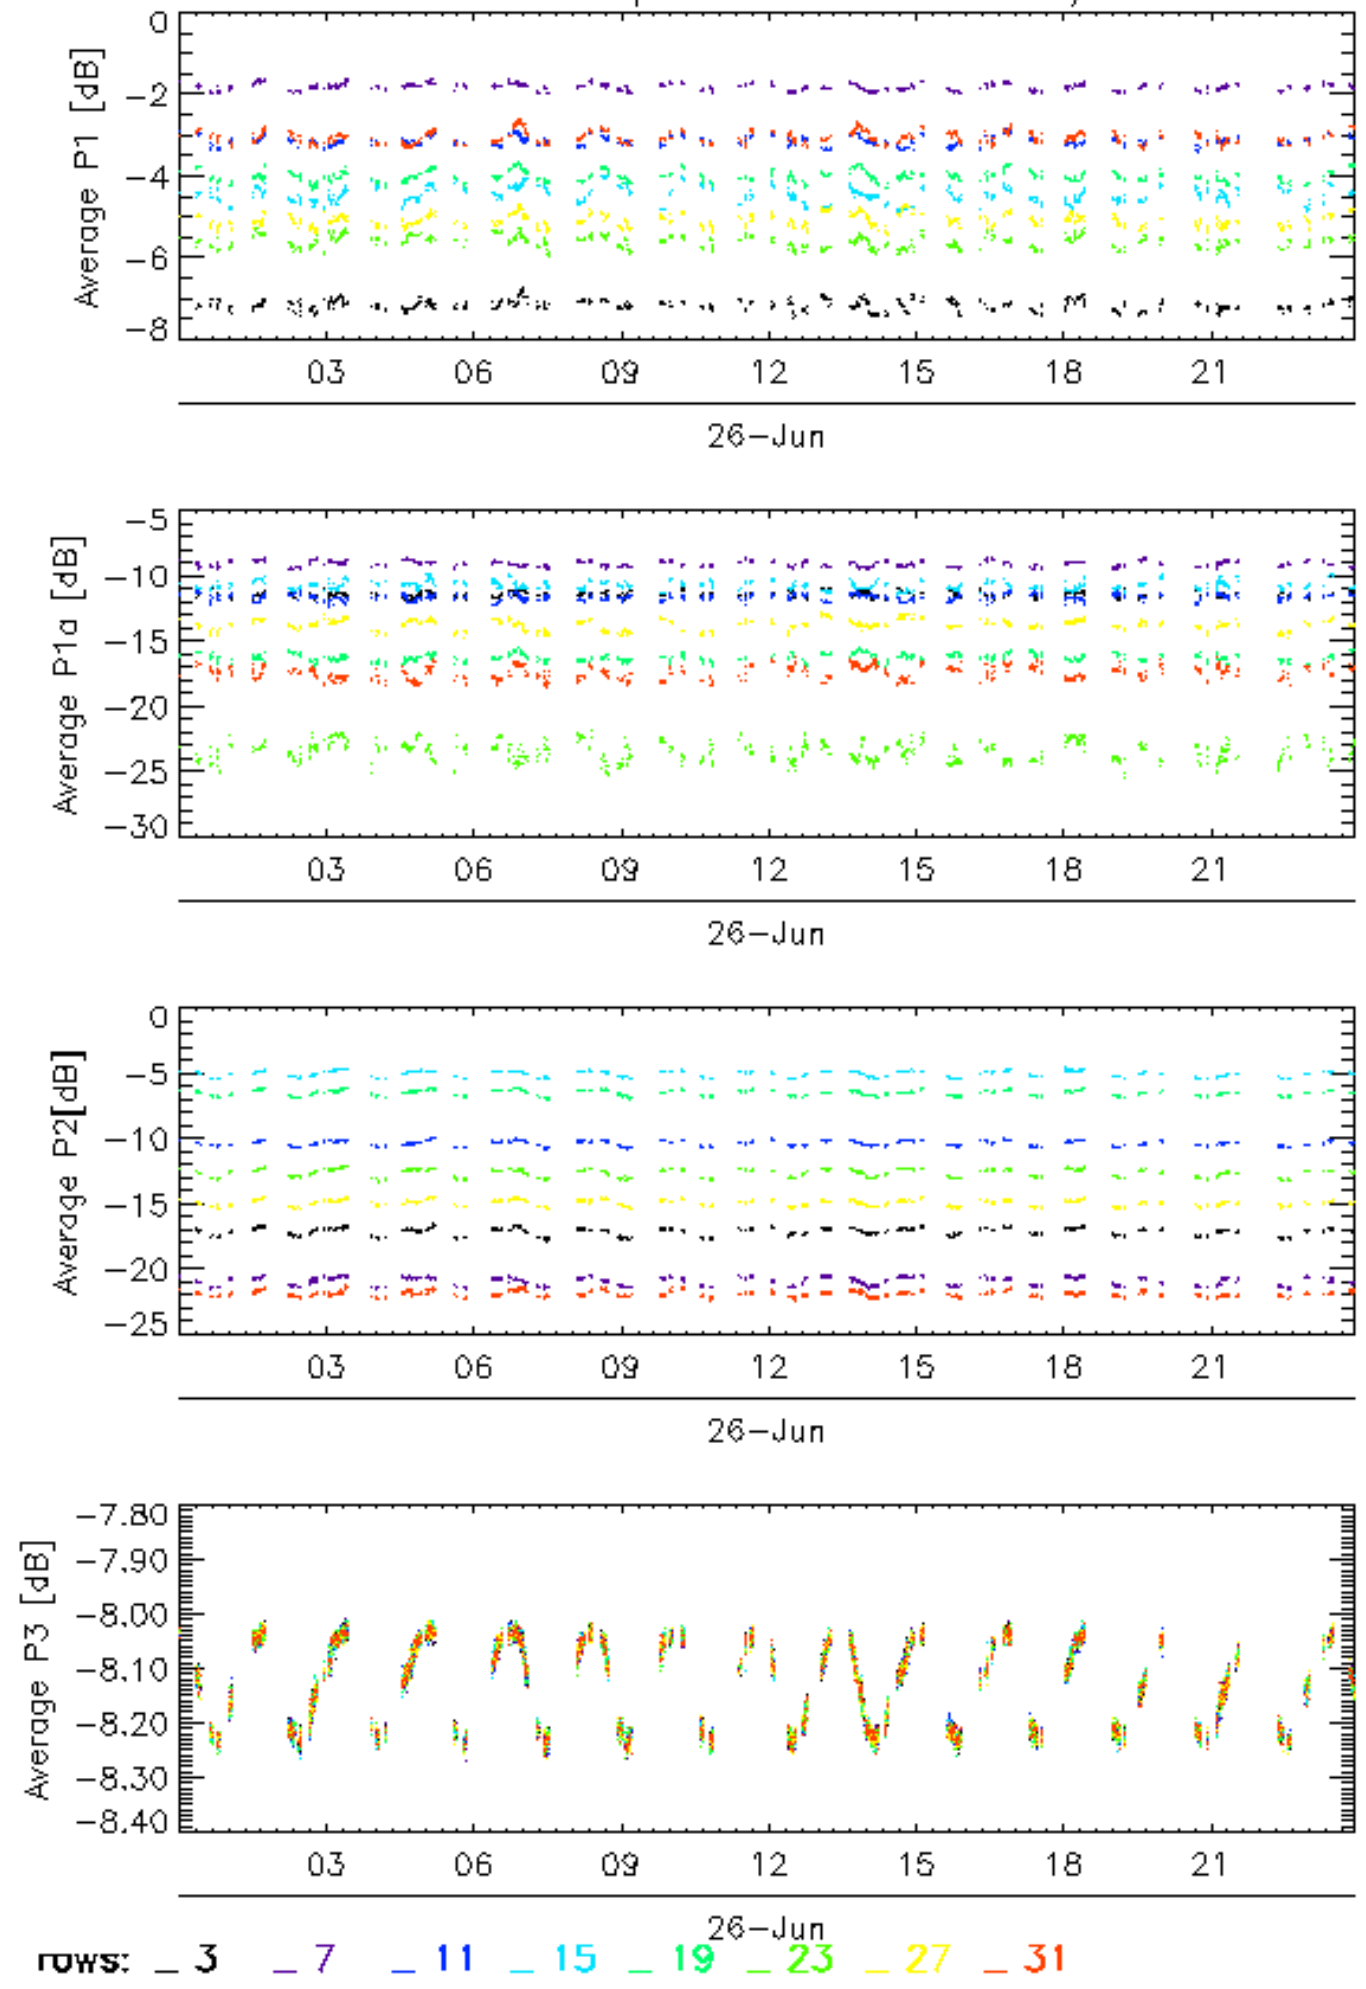 0
-2
-4
-6
-8
Average P1 [dB]
03 06 09 12 15 18 21
26-Jun
-5
-10
-15
-20
-25
-30
Average P1a [dB]
03 06 09 12 15 18 21
26-Jun
0
-5
-10
-15
-20
-25
Average P2[dB]
03 06 09 12 15 18 21
26-Jun
-7.80
-7.90
-8.00
-8.10
-8.20
-8.30
-8.40
Average P3 [dB]
03 06 09 12 15 18 21
26-Jun
rows: _ 3 _ 7 _ 11 _ 15 _ 19 _ 23 _ 27 _ 31